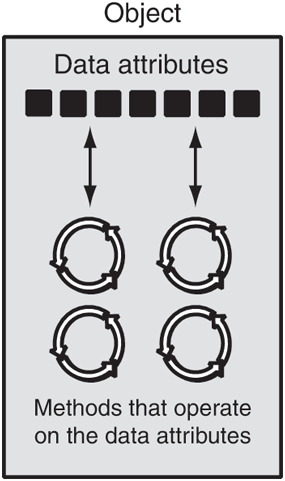 Object
Data attributes
Methods that operate
on the data attributes